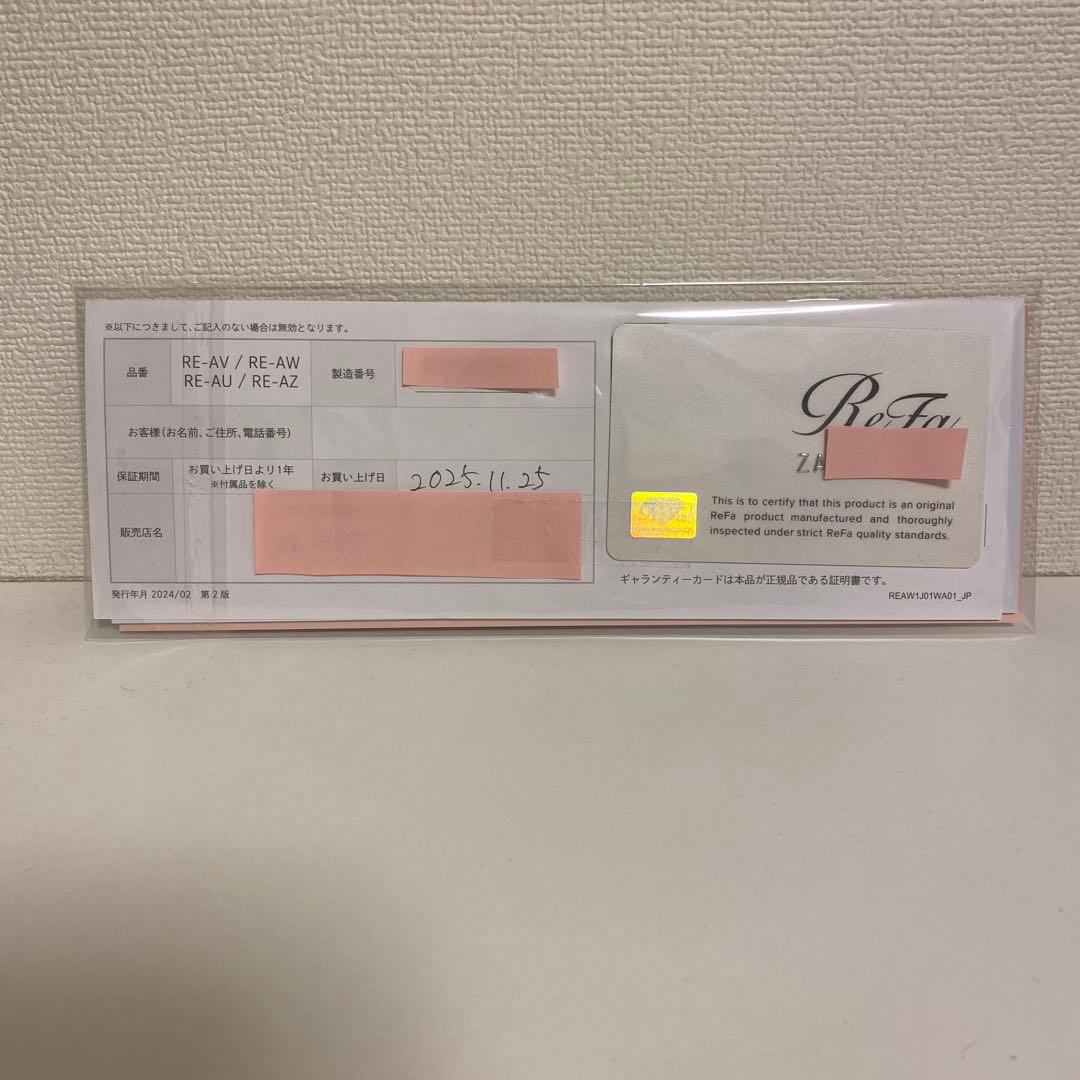 ※以下につきまして、ご記入のない場合は無効となります。
品番
RE-AV / RE-AW
RE-AU / RE-AZ
製造番号
お客様(お名前、ご住所、電話番号)
保証期間
お買い上げ日より1年
※付属品を除く
お買い上げ日
2025.11.25
販売店名
発行年月 2024/02 第2版
ReFa
ZA
This is to certify that this product is an original
ReFa product manufactured and thoroughly
inspected under strict ReFa quality standards.
ギャランティーカードは本品が正規品である証明書です。
REAW1J01WA01_JP